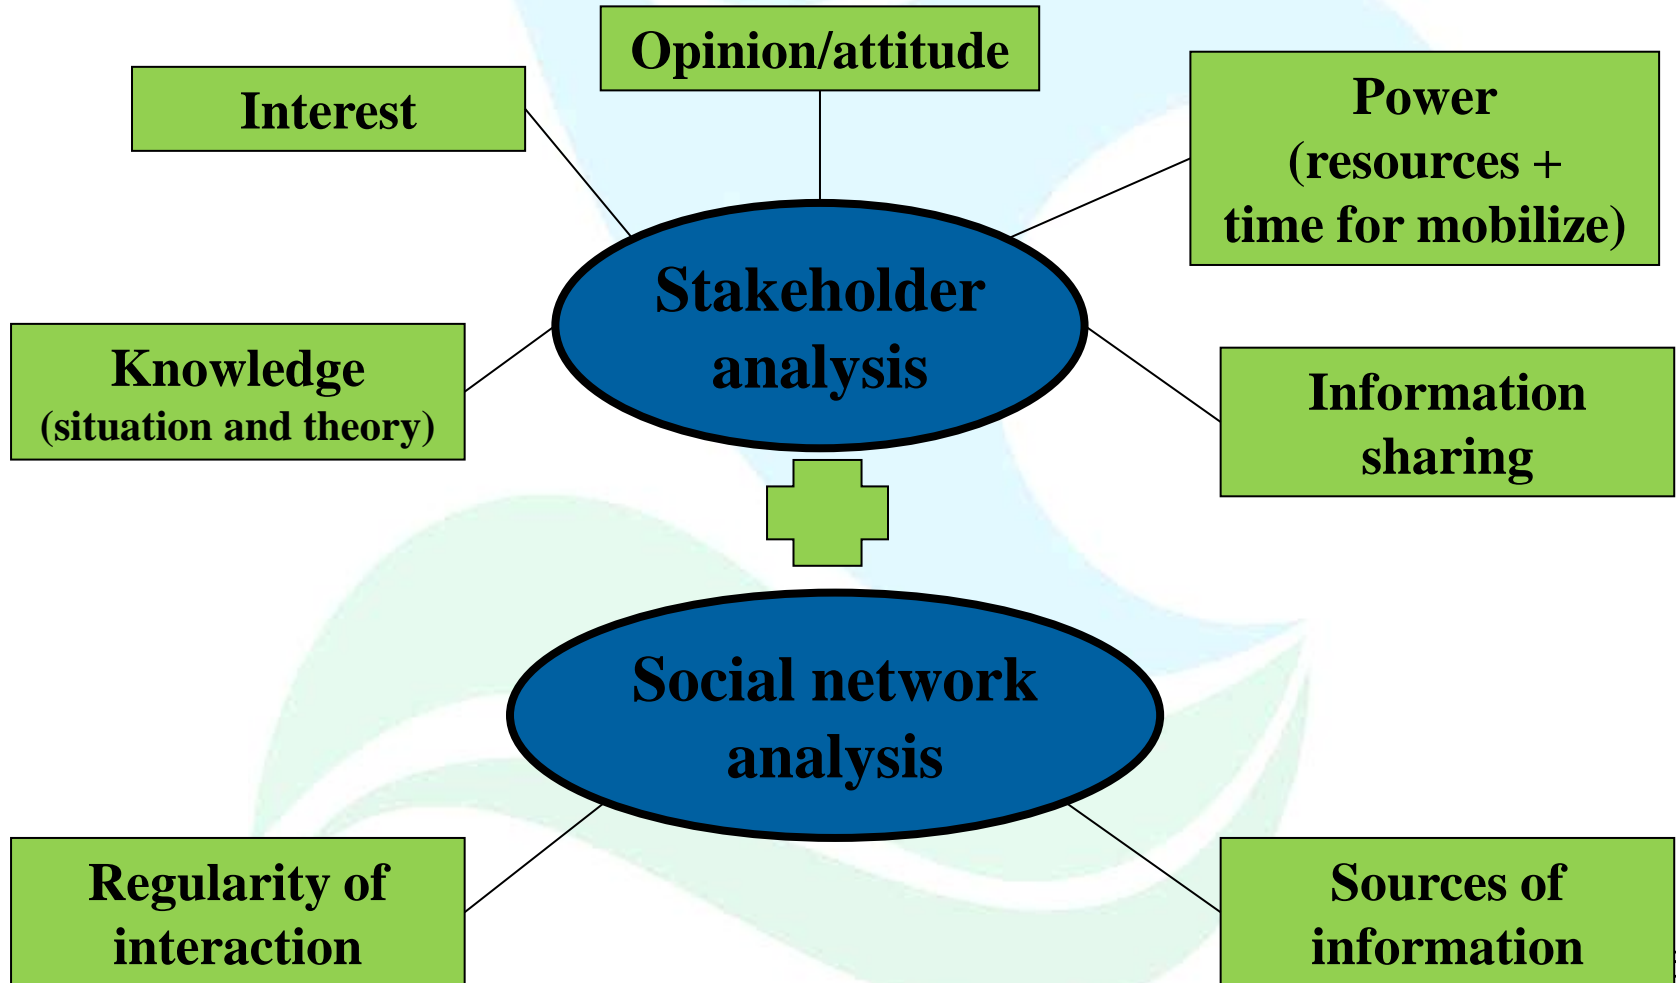 Opinion/attitude
Interest
Power
(resources +
time for mobilize)
Stakeholder
analysis
Knowledge
(situation and theory)
Information
sharing
Social network
analysis
Regularity of
interaction
Sources of
information